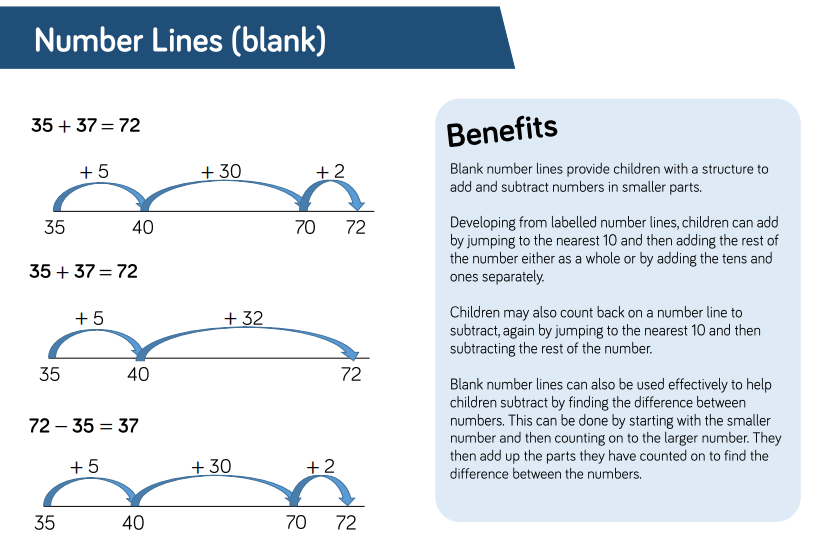 Number Lines (blank)
35 + 37 = 72
+ 5 + 30 + 2
35 40 70 72
35 + 37 = 72
+ 5 + 32
35 40 72
72 – 35 = 37
+ 5 + 30 + 2
35 40 70 72
Benefits
Blank number lines provide children with a structure to
add and subtract numbers in smaller parts.
Developing from labelled number lines, children can add
by jumping to the nearest 10 and then adding the rest of
the number either as a whole or by adding the tens and
ones separately.
Children may also count back on a number line to
subtract, again by jumping to the nearest 10 and then
subtracting the rest of the number.
Blank number lines can also be used effectively to help
children subtract by finding the difference between
numbers. This can be done by starting with the smaller
number and then counting on to the larger number. They
then add up the parts they have counted on to find the
difference between the numbers.